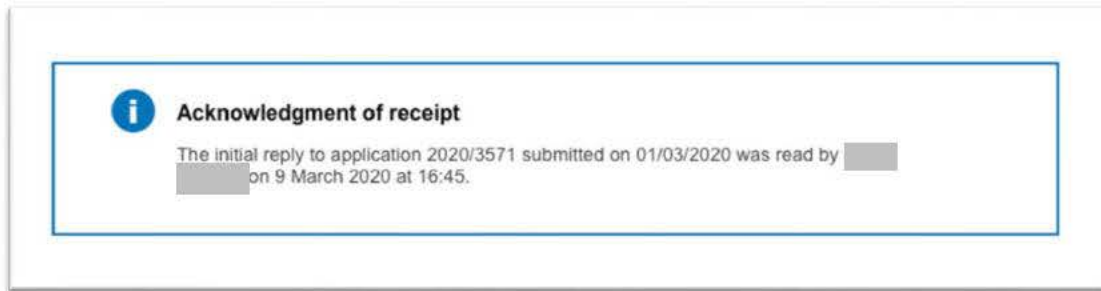 i
Acknowledgment of receipt
The initial reply to application 2020/3571 submitted on 01/03/2020 was read by
on 9 March 2020 at 16:45.